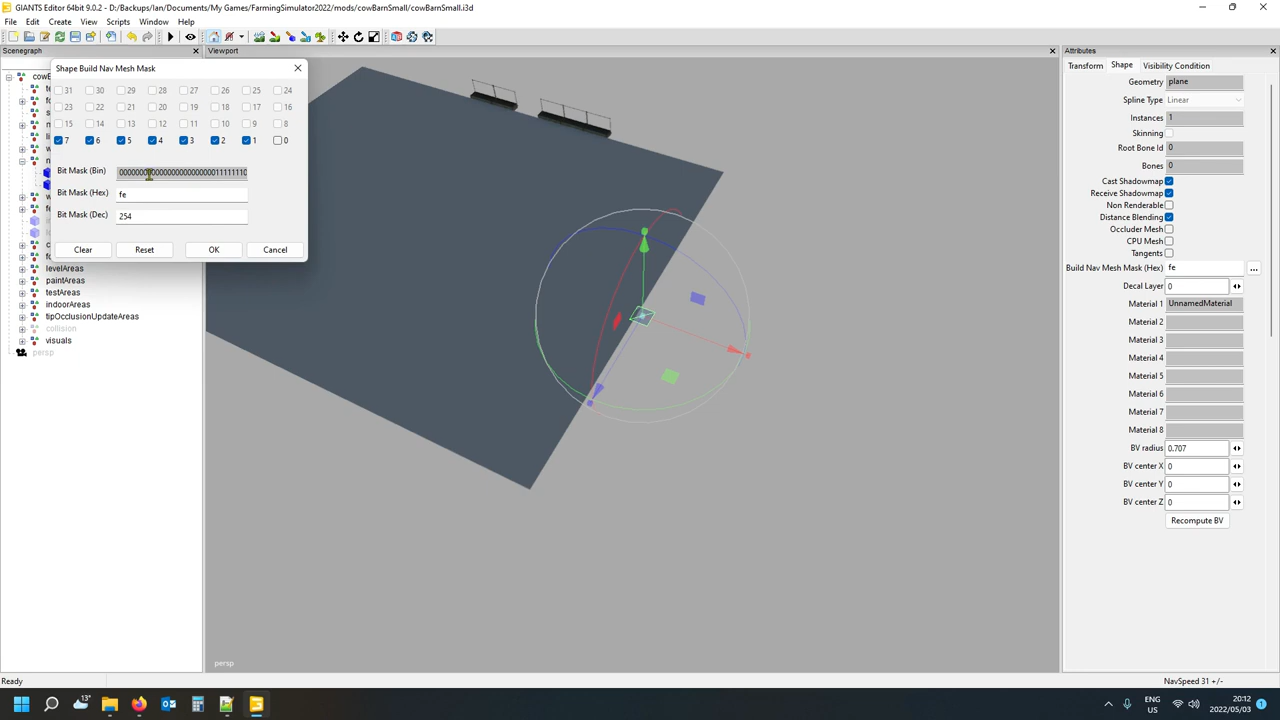 GIANTS Editor 64bit 9.0.2 - D:/Backups/Ian/Documents/My Games/FarmingSimulator2022/mods/cowBarnSmall/cowBarnSmall.i3d
File Edit Create View Scripts Window Help
Scenegraph
Viewport
Attributes
Shape Build Nav Mesh Mask
31 30 29 28 27 26 25 24
23 22 21 20 19 18 17 16
15 14 13 12 11 10 9 8
7 6 5 4 3 2 1 0
Bit Mask (Bin)
Bit Mask (Hex) fe
Bit Mask (Dec) 254
Clear Reset OK Cancel
levelAreas
paintAreas
testAreas
indoorAreas
tipOcclusionUpdateAreas
collision
visuals
persp
persp
Transform Shape Visibility Condition
Geometry plane
Spline Type Linear
Instances 1
Skinning
Root Bone Id 0
Bones 0
Cast Shadowmap
Receive Shadowmap
Non Renderable
Distance Blending
Occluder Mesh
CPU Mesh
Tangents
Build Nav Mesh Mask (Hex) fe ...
Decal Layer 0
Material 1 UnnamedMaterial
Material 2
Material 3
Material 4
Material 5
Material 6
Material 7
Material 8
BV radius 0.707
BV center X 0
BV center Y 0
BV center Z 0
Recompute BV
Ready
NavSpeed 31 +/-
13°
ENG
US
20:12
2022/05/03
1